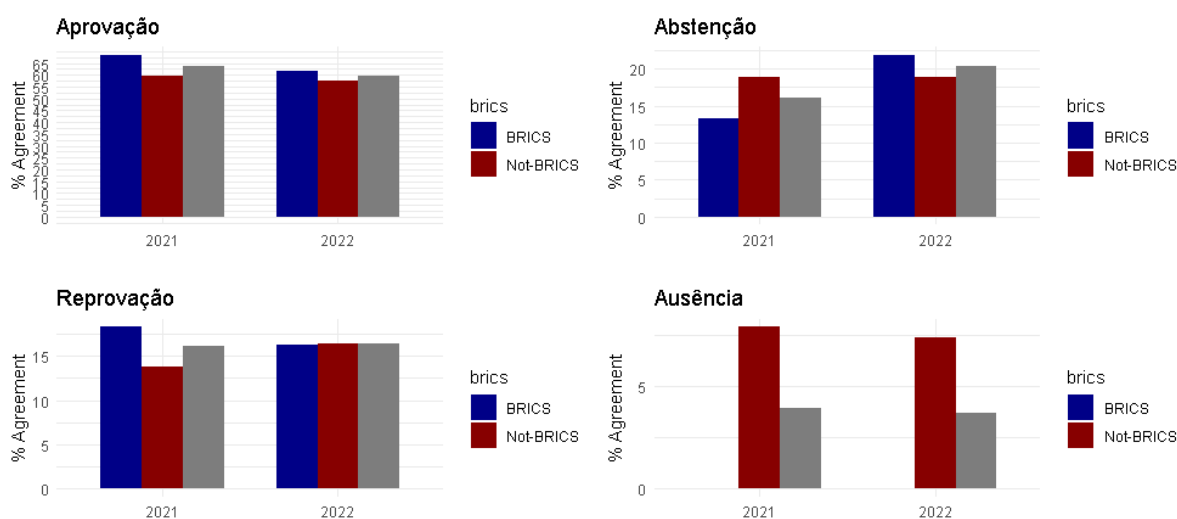 Aprovação
% Agreement
65
60
55
50
45
40
35
30
25
20
15
10
5
0
2021
2022
brics
BRICS
Not-BRICS
Abstenção
% Agreement
20
15
10
5
0
2021
2022
brics
BRICS
Not-BRICS
Reprovação
% Agreement
15
10
5
0
2021
2022
brics
BRICS
Not-BRICS
Ausência
% Agreement
5
0
2021
2022
brics
BRICS
Not-BRICS